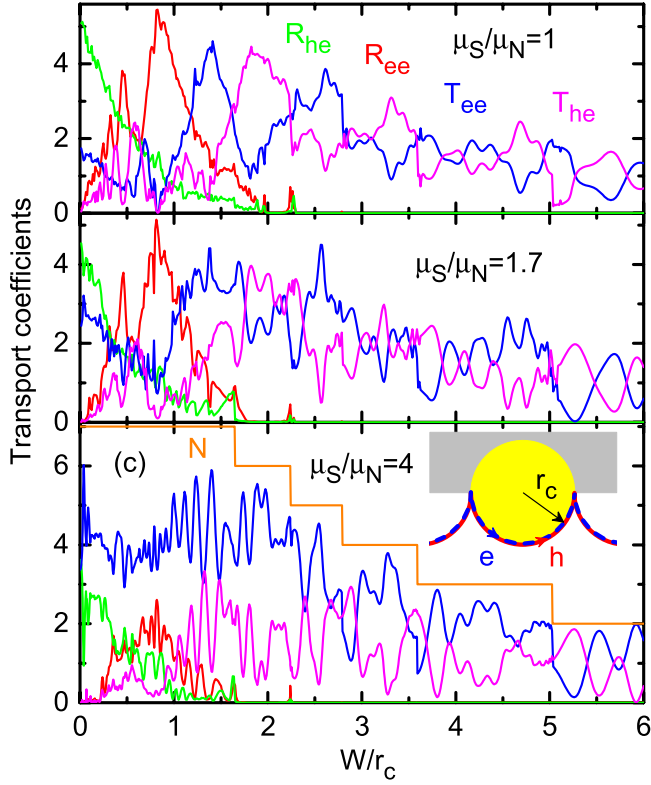 R_he
μ_S/μ_N=1
R_ee
T_ee
T_he
4
2
0
μ_S/μ_N=1.7
4
2
0
Transport coefficients
(c)
N
μ_S/μ_N=4
r_c
e
h
6
4
2
0
0 1 2 3 4 5 6
W/r_c